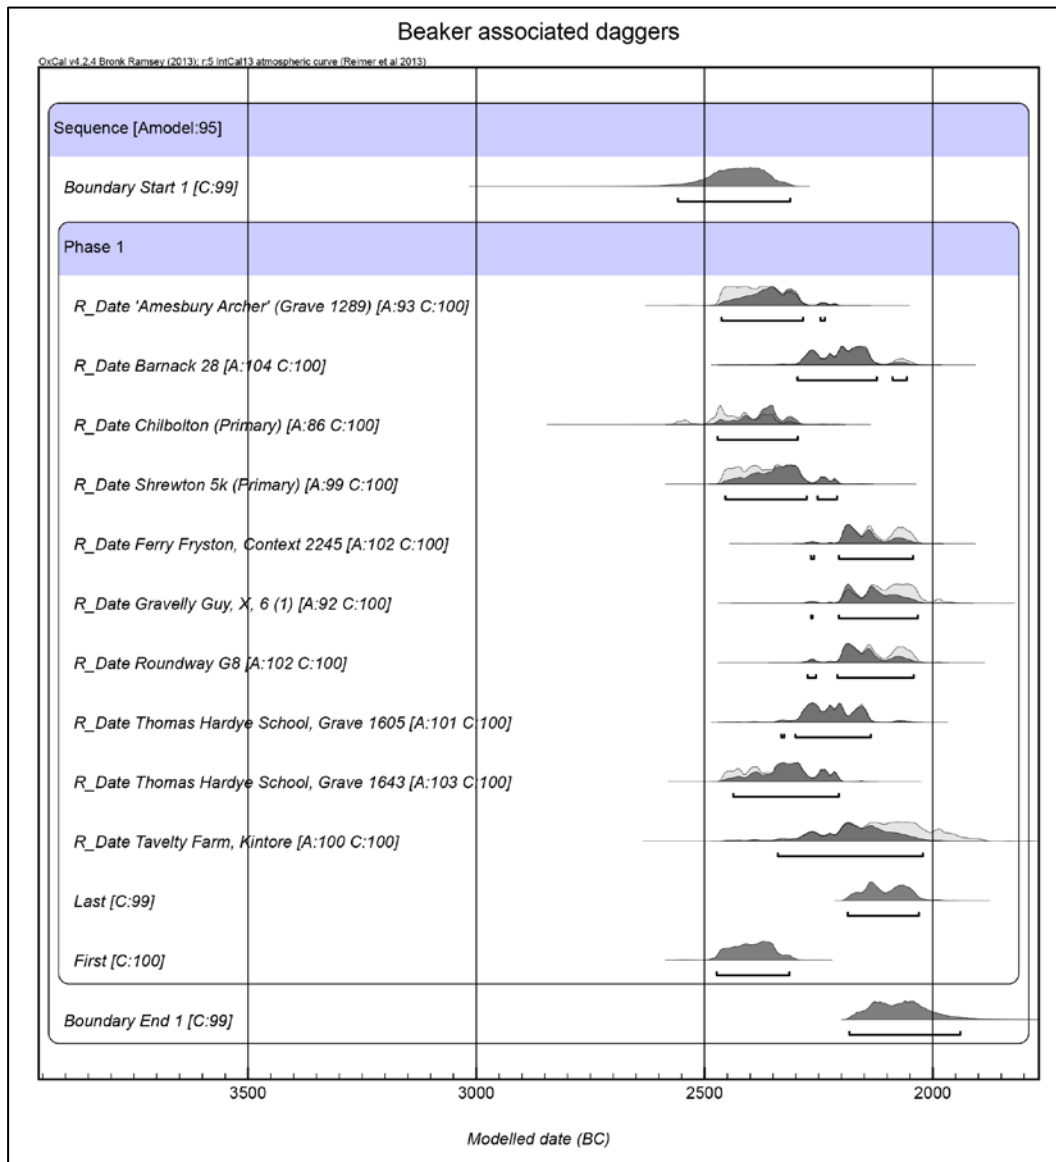 Beaker associated daggers
OxCal v4.2.4 Bronk Ramsey (2013); r:5 IntCal13 atmospheric curve (Reimer et al 2013)
Sequence [Amodel:95]
Boundary Start 1 [C:99]
Phase 1
R_Date 'Amesbury Archer' (Grave 1289) [A:93 C:100]
R_Date Barnack 28 [A:104 C:100]
R_Date Chilbolton (Primary) [A:86 C:100]
R_Date Shrewton 5k (Primary) [A:99 C:100]
R_Date Ferry Fryston, Context 2245 [A:102 C:100]
R_Date Gravelly Guy, X, 6 (1) [A:92 C:100]
R_Date Roundway G8 [A:102 C:100]
R_Date Thomas Hardye School, Grave 1605 [A:101 C:100]
R_Date Thomas Hardye School, Grave 1643 [A:103 C:100]
R_Date Tavelty Farm, Kintore [A:100 C:100]
Last [C:99]
First [C:100]
Boundary End 1 [C:99]
3500 3000 2500 2000
Modelled date (BC)